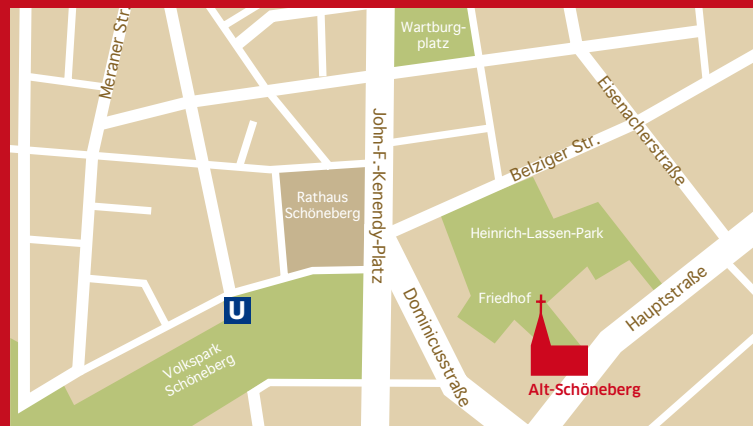 Meraner Str.
Wartburg-
platz
Eisenacherstraße
John-F.-Kenendy-Platz
Belziger Str.
Rathaus
Schöneberg
Heinrich-Lassen-Park
Friedhof
Hauptstraße
U
Dominicusstraße
Volkspark
Schöneberg
Alt-Schöneberg